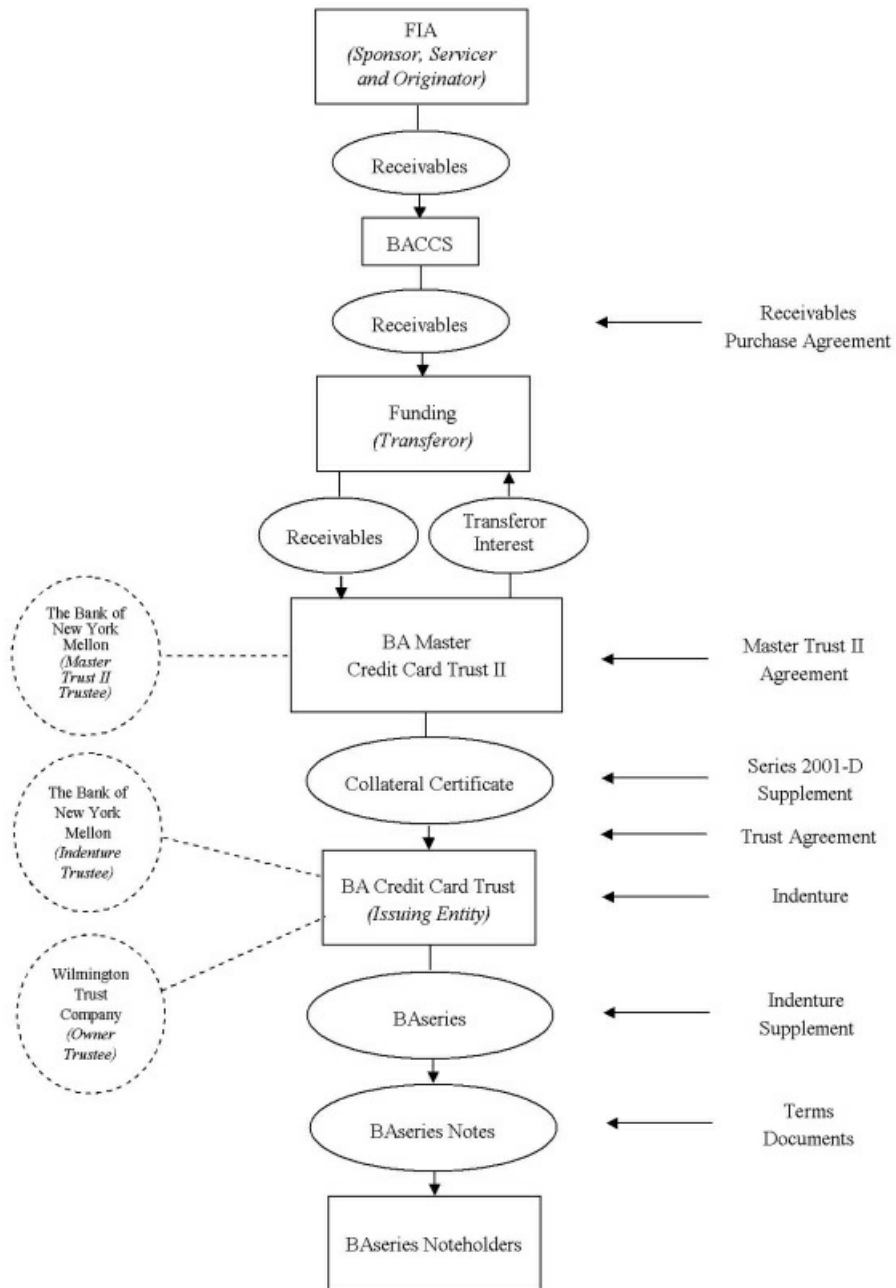 FIA
(Sponsor, Servicer
and Originator)
Receivables
BACCS
Receivables
Receivables
Purchase Agreement
Funding
(Transferor)
Receivables
Transferor
Interest
The Bank of
New York
Mellon
(Master
Trust II
Trustee)
BA Master
Credit Card Trust II
Master Trust II
Agreement
Collateral Certificate
Series 2001-D
Supplement
The Bank of
New York
Mellon
(Indenture
Trustee)
Trust Agreement
BA Credit Card Trust
(Issuing Entity)
Indenture
Wilmington
Trust
Company
(Owner
Trustee)
BAseries
Indenture
Supplement
BAseries Notes
Terms
Documents
BAseries Noteholders